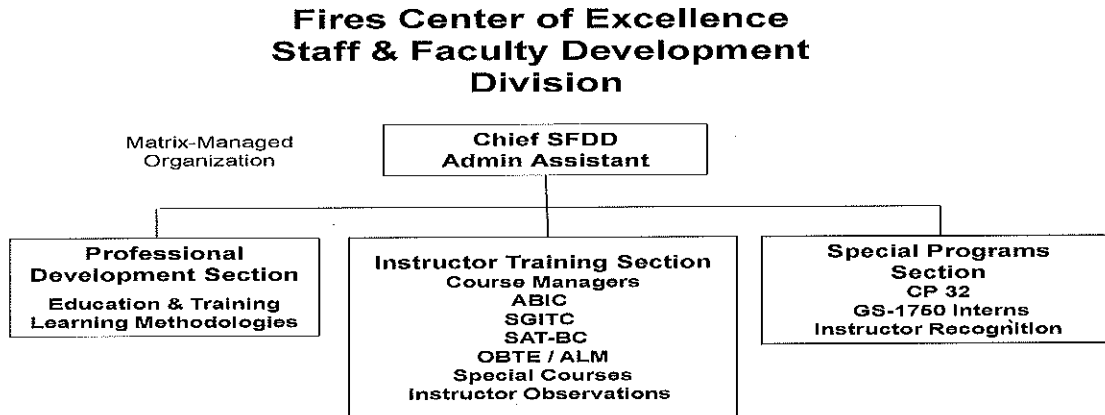 Fires Center of Excellence
Staff & Faculty Development
Division
Matrix-Managed
Organization
Chief SFDD
Admin Assistant
Professional
Development Section
Education & Training
Learning Methodologies
Instructor Training Section
Course Managers
ABIC
SGITC
SAT-BC
OBTE / ALM
Special Courses
Instructor Observations
Special Programs
Section
CP 32
GS-1750 Interns
Instructor Recognition